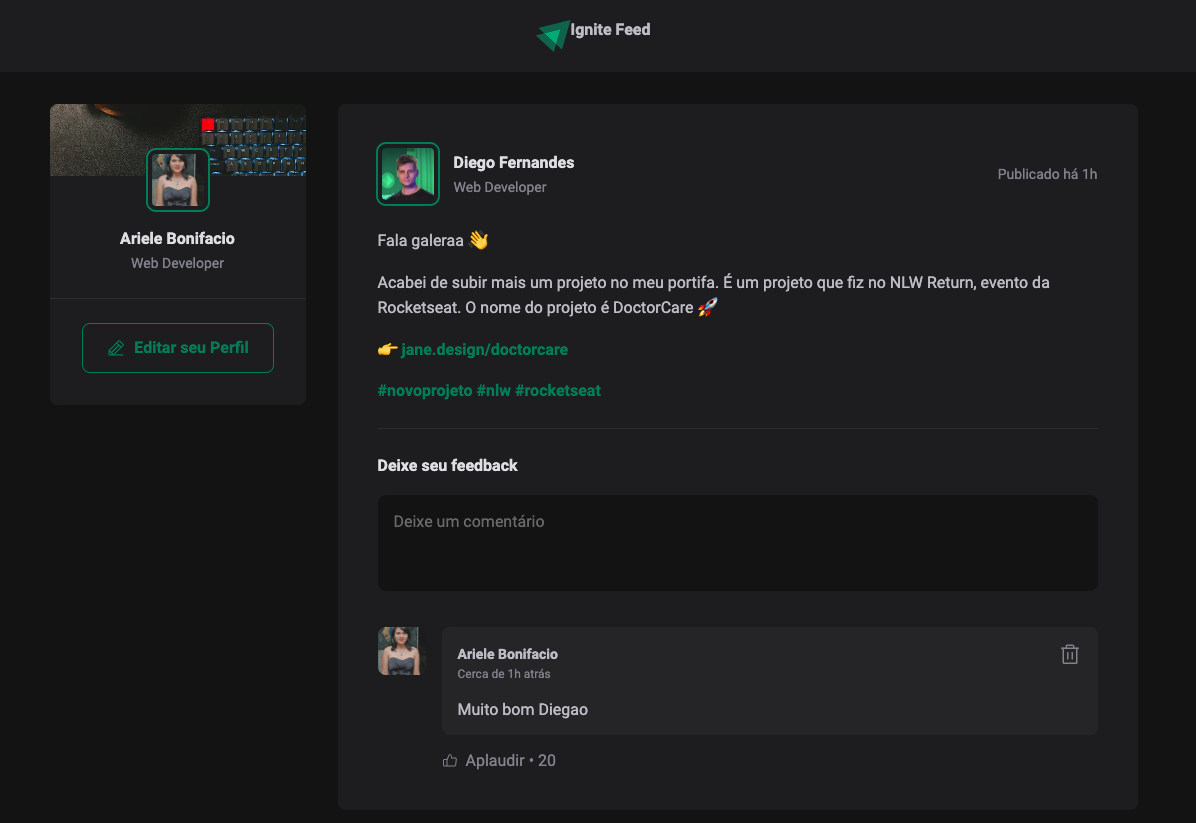 Ignite Feed
Ariele Bonifacio
Web Developer
Editar seu Perfil
Diego Fernandes
Web Developer
Publicado há 1h
Fala galeraa 👋
Acabei de subir mais um projeto no meu portifa. É um projeto que fiz no NLW Return, evento da
Rocketseat. O nome do projeto é DoctorCare 🚀
👉 jane.design/doctorcare
#novoprojeto #nlw #rocketseat
Deixe seu feedback
Deixe um comentário
Ariele Bonifacio
Cerca de 1h atrás
Muito bom Diegao
Aplaudir • 20